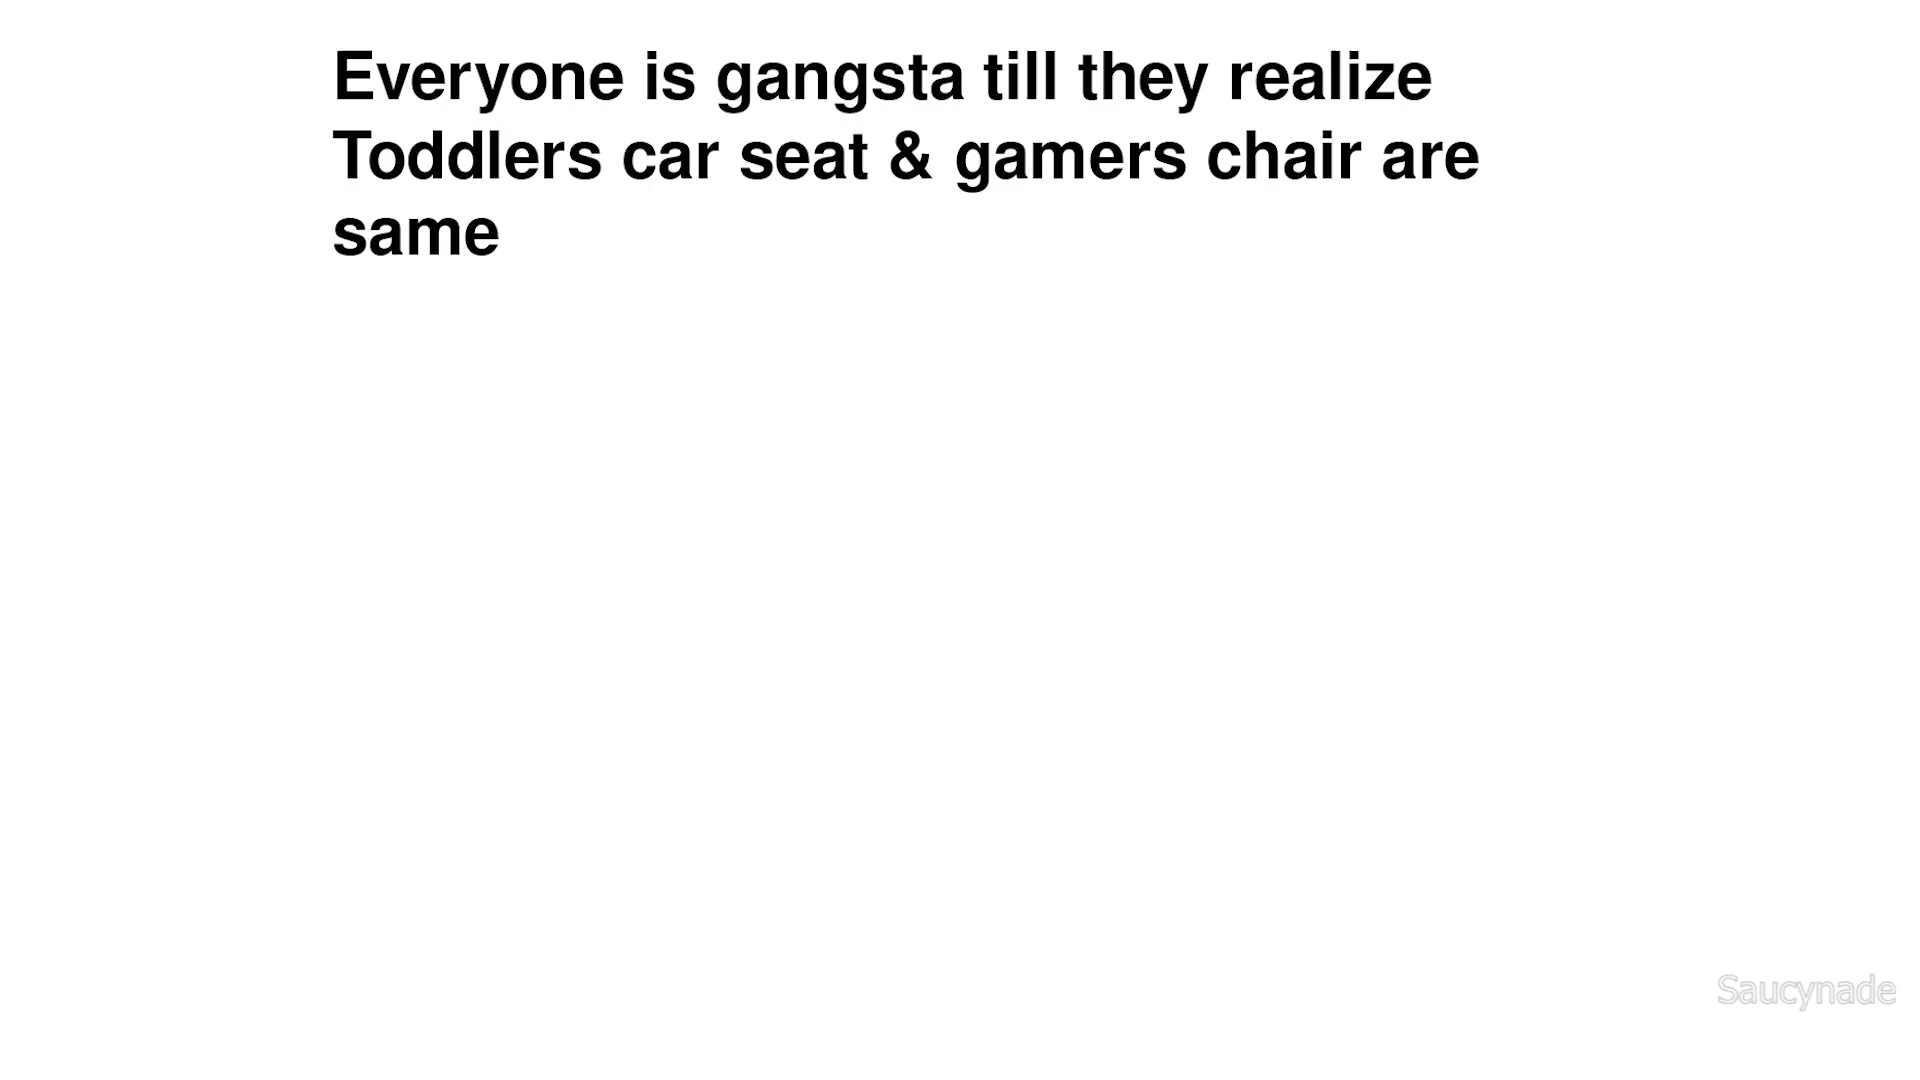 Everyone is gangsta till they realize
Toddlers car seat & gamers chair are
same
Saucynade